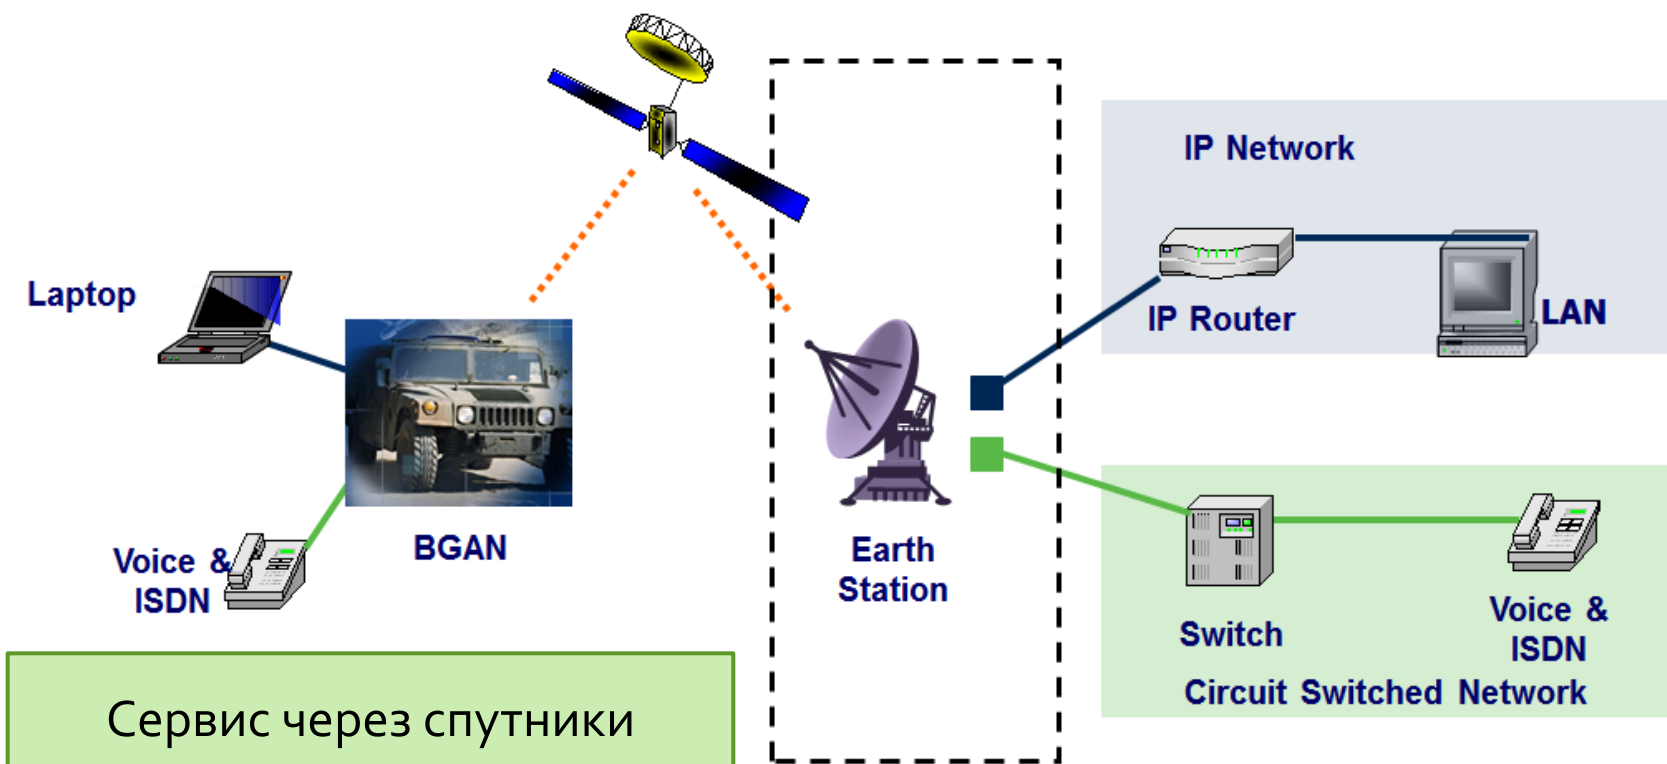 IP Network
Laptop
IP Router
LAN
BGAN
Voice &
ISDN
Earth
Station
Switch
Voice &
ISDN
Circuit Switched Network
Сервис через спутники